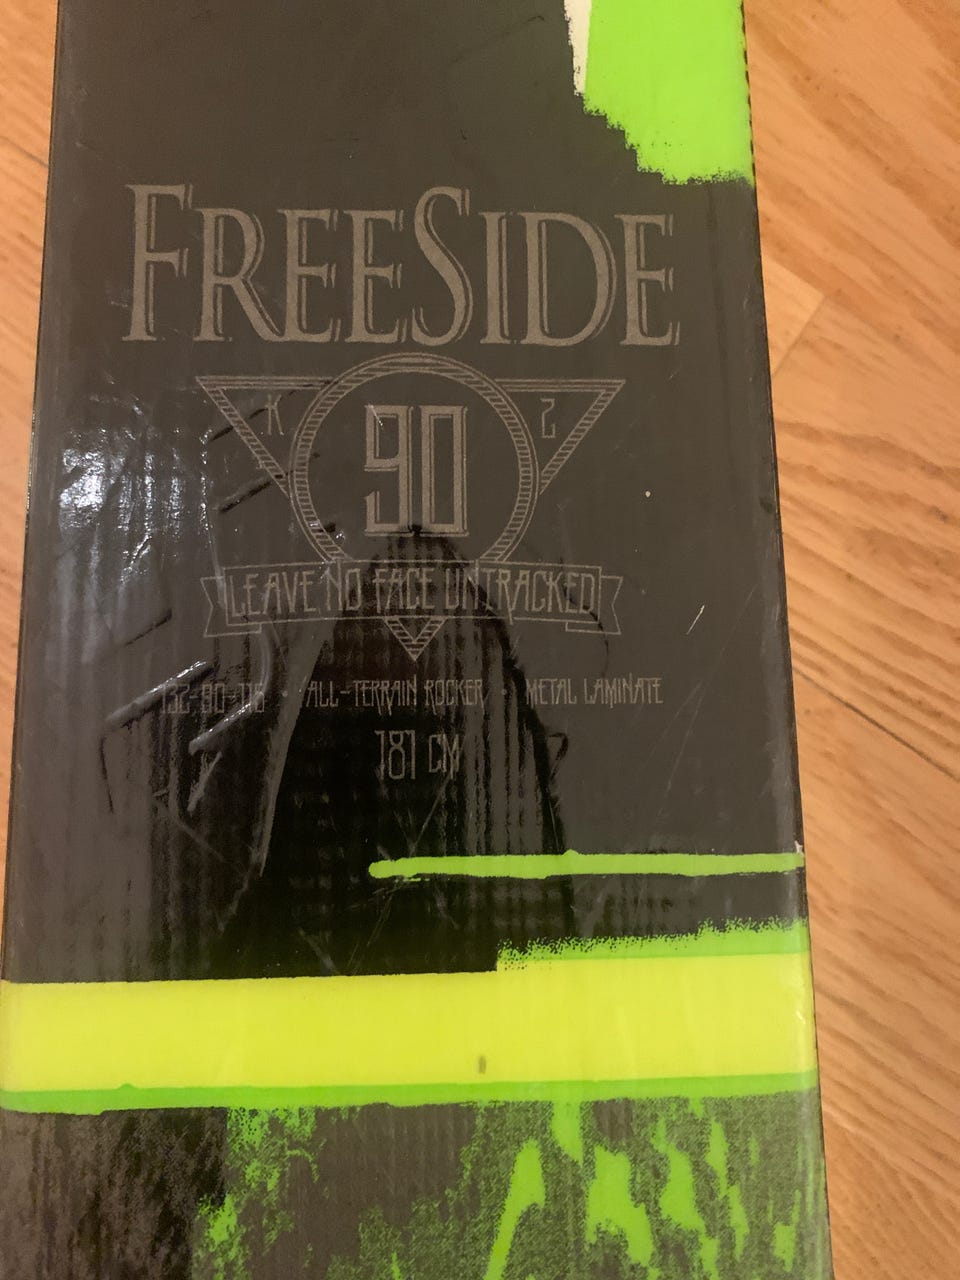 FREESIDE
K 90 2
LEAVE NO FACE UNTRACKED
132-90-116 • ALL-TERRAIN ROCKER • METAL LAMINATE
181 CM